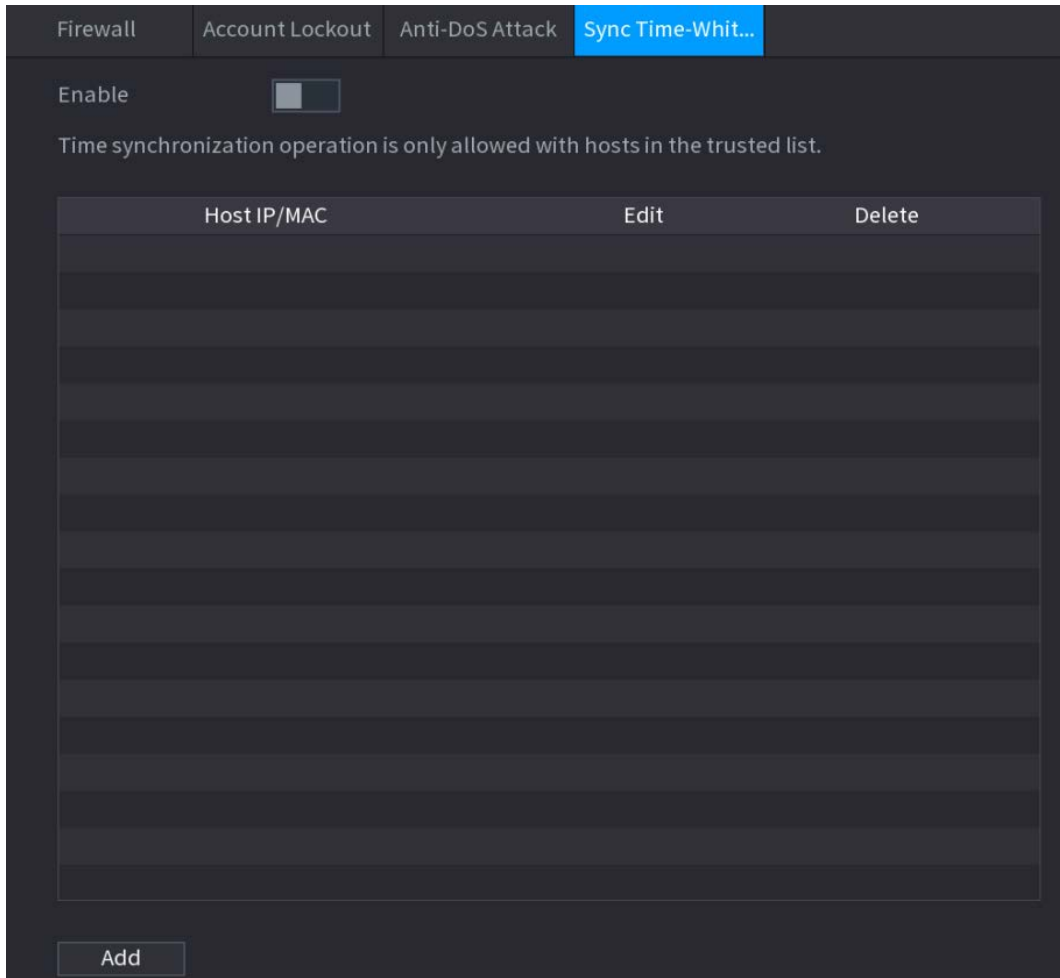 Firewall Account Lockout Anti-DoS Attack Sync Time-Whit...
Enable
Time synchronization operation is only allowed with hosts in the trusted list.
Host IP/MAC Edit Delete
Add